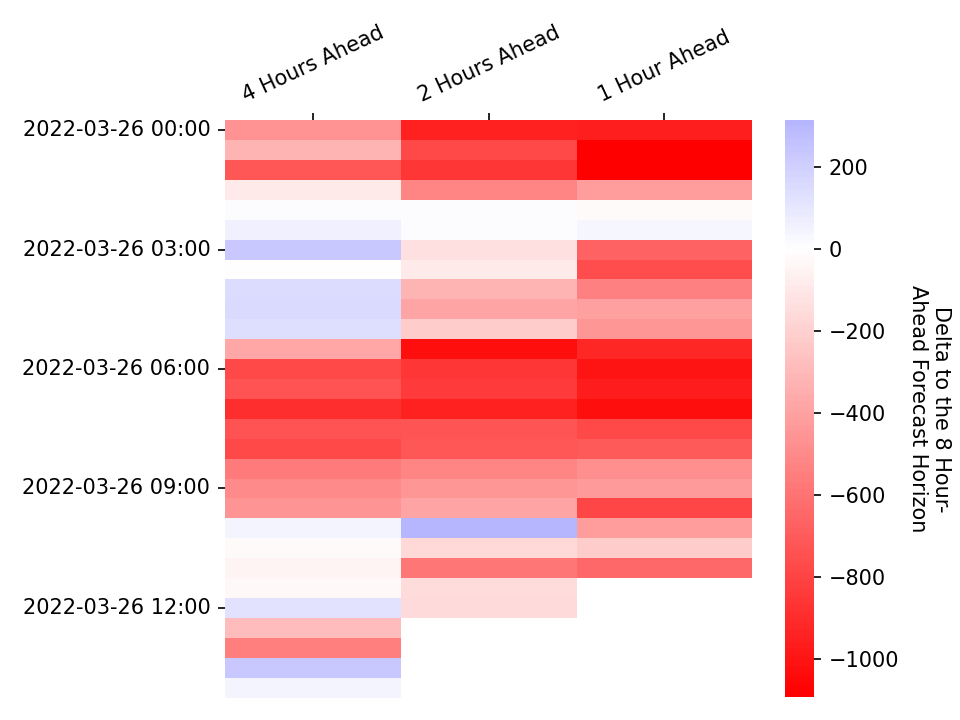 4 Hours Ahead
2 Hours Ahead
1 Hour Ahead
2022-03-26 00:00
2022-03-26 03:00
2022-03-26 06:00
2022-03-26 09:00
2022-03-26 12:00
200
0
−200
−400
−600
−800
−1000
Delta to the 8 Hour-
Ahead Forecast Horizon